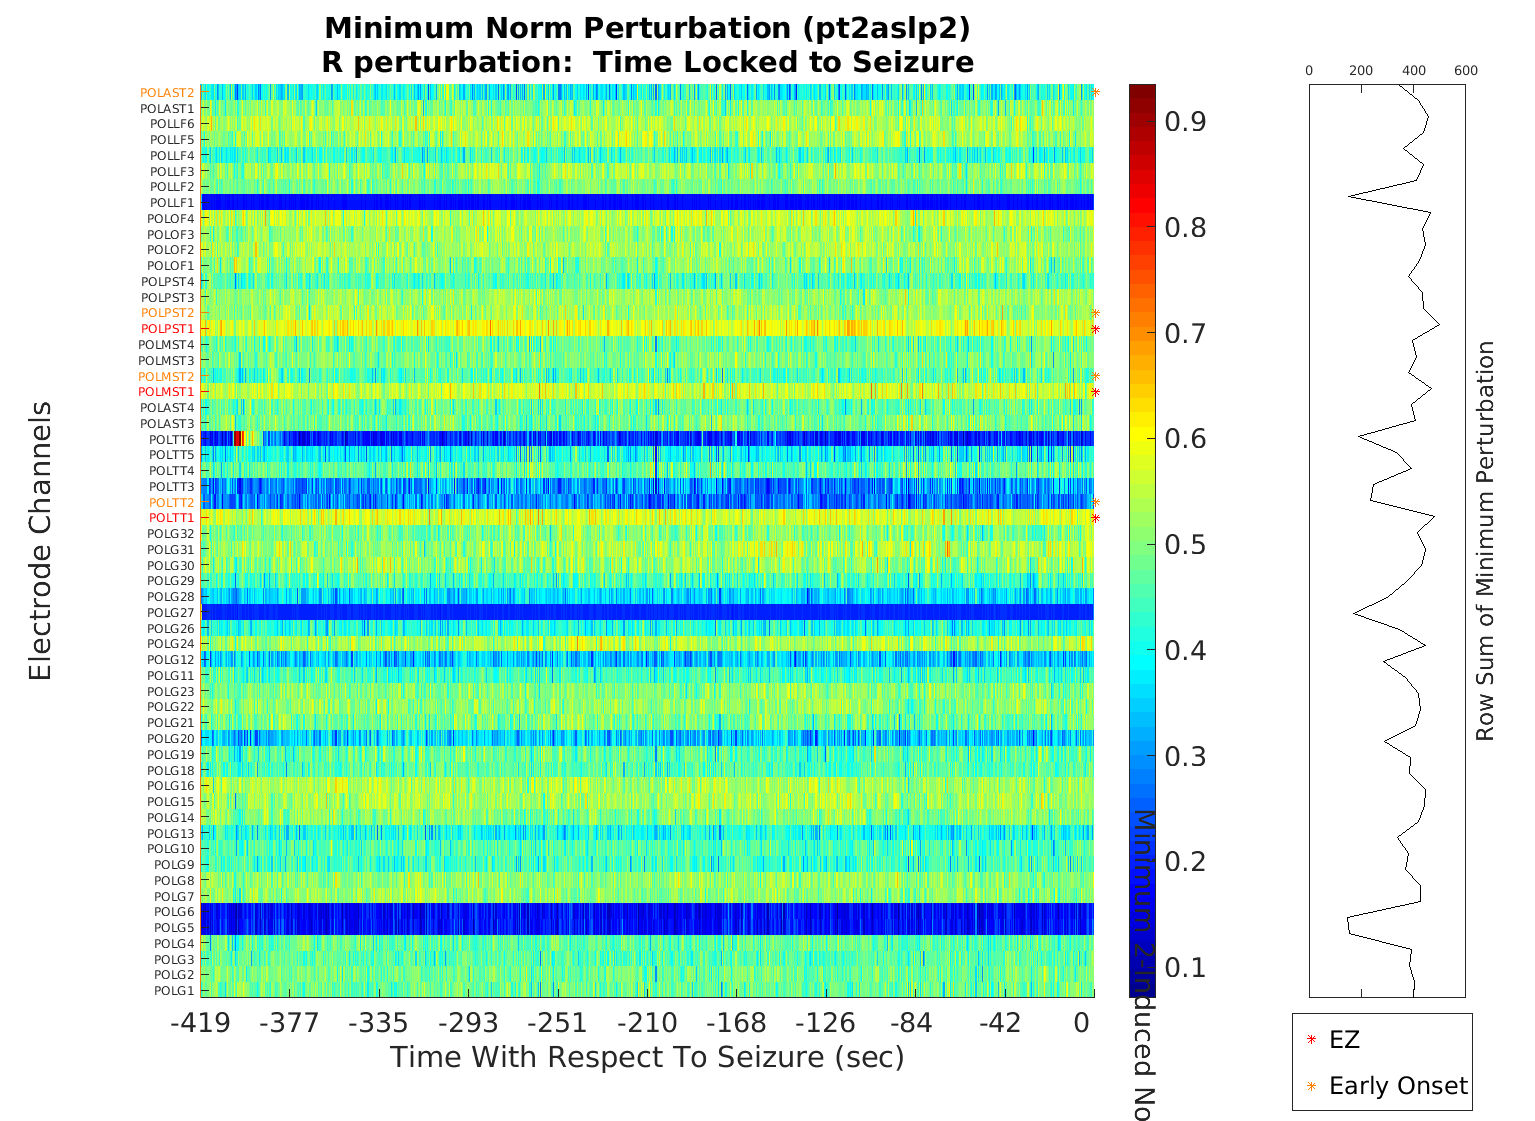 Minimum Norm Perturbation (pt2aslp2)
R perturbation:  Time Locked to Seizure
Electrode Channels
POLAST2
POLAST1
POLLF6
POLLF5
POLLF4
POLLF3
POLLF2
POLLF1
POLOF4
POLOF3
POLOF2
POLOF1
POLPST4
POLPST3
POLPST2
POLPST1
POLMST4
POLMST3
POLMST2
POLMST1
POLAST4
POLAST3
POLTT6
POLTT5
POLTT4
POLTT3
POLTT2
POLTT1
POLG32
POLG31
POLG30
POLG29
POLG28
POLG27
POLG26
POLG24
POLG12
POLG11
POLG23
POLG22
POLG21
POLG20
POLG19
POLG18
POLG16
POLG15
POLG14
POLG13
POLG10
POLG9
POLG8
POLG7
POLG6
POLG5
POLG4
POLG3
POLG2
POLG1
-419 -377 -335 -293 -251 -210 -168 -126 -84 -42 0
Time With Respect To Seizure (sec)
0.9
0.8
0.7
0.6
0.5
0.4
0.3
0.2
0.1
Minimum 2-Induced No
0 200 400 600
Row Sum of Minimum Perturbation
EZ
Early Onset